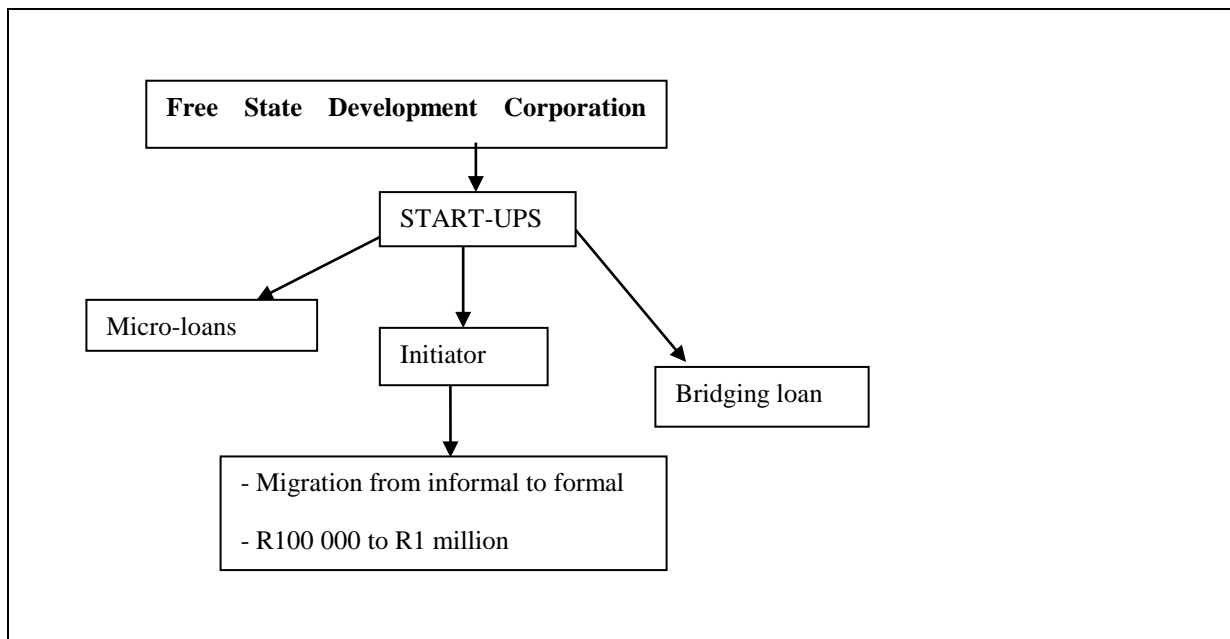 Free State Development Corporation
START-UPS
Micro-loans
Initiator
Bridging loan
- Migration from informal to formal
- R100 000 to R1 million